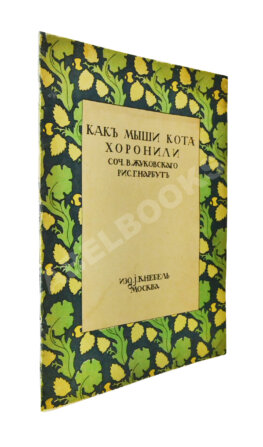 КАКЪ МЫШИ КОТА
ХОРОНИЛИ
СОЧ. В. ЖУКОВСКАГО
РИС. Г. НАРБУТЪ
ИЗД. І. КНЕБЕЛЬ
МОСКВА